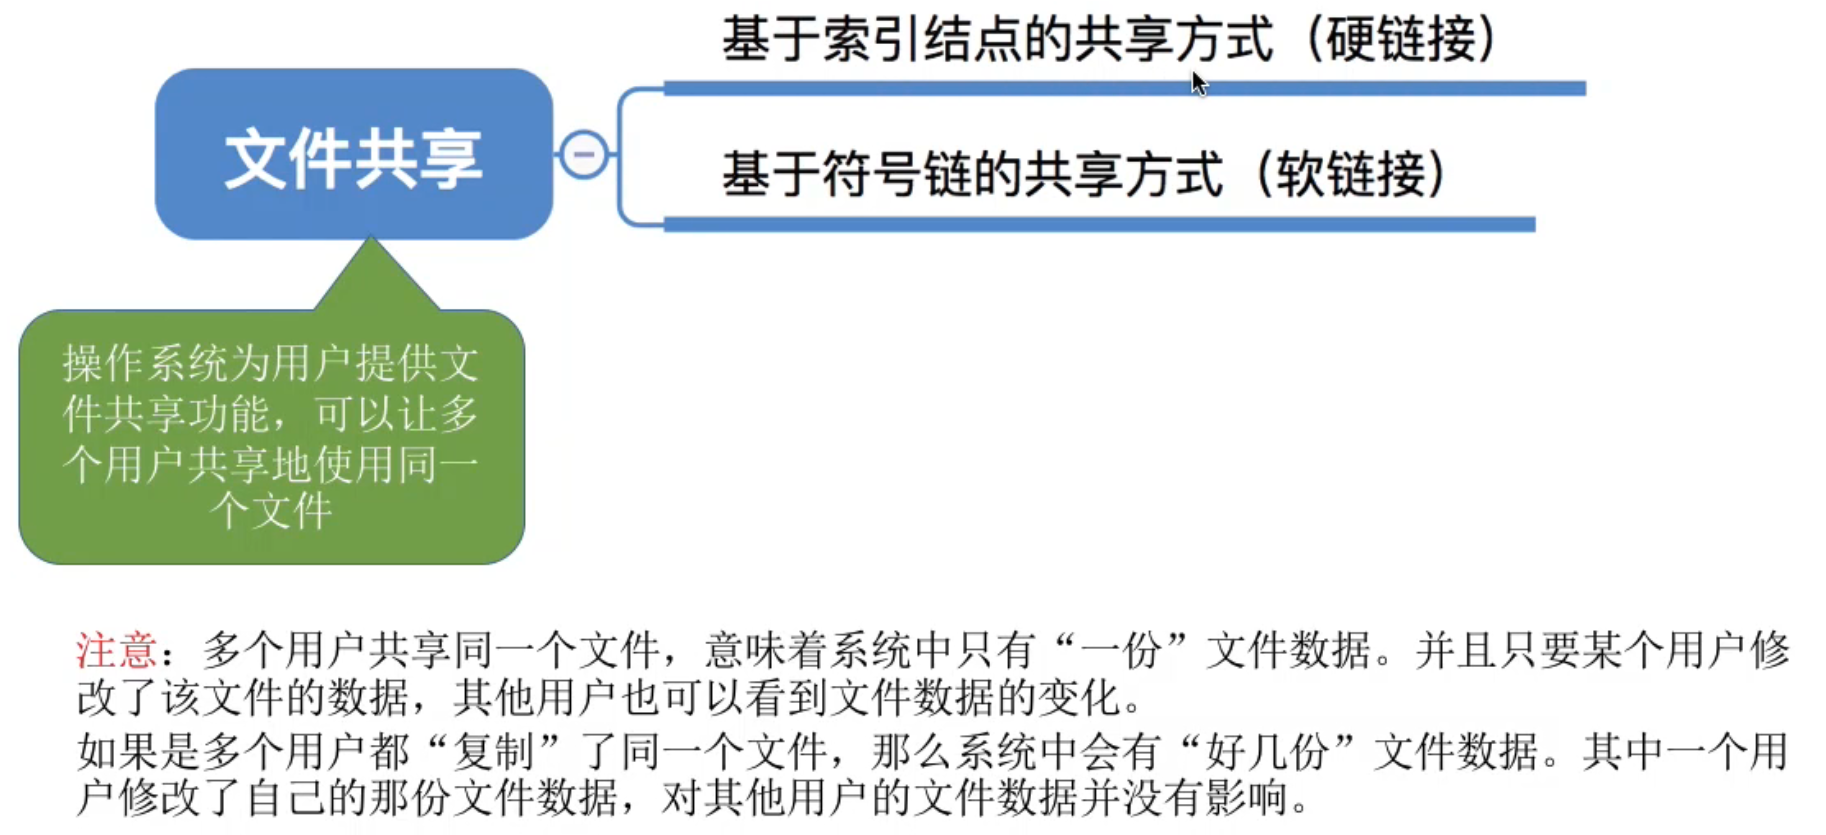 基于索引结点的共享方式（硬链接）
文件共享
基于符号链的共享方式（软链接）
操作系统为用户提供文
件共享功能，可以让多
个用户共享地使用同一
个文件
注意：多个用户共享同一个文件，意味着系统中只有“一份”文件数据。并且只要某个用户修
改了该文件的数据，其他用户也可以看到文件数据的变化。
如果是多个用户都“复制”了同一个文件，那么系统中会有“好几份”文件数据。其中一个用
户修改了自己的那份文件数据，对其他用户的文件数据并没有影响。